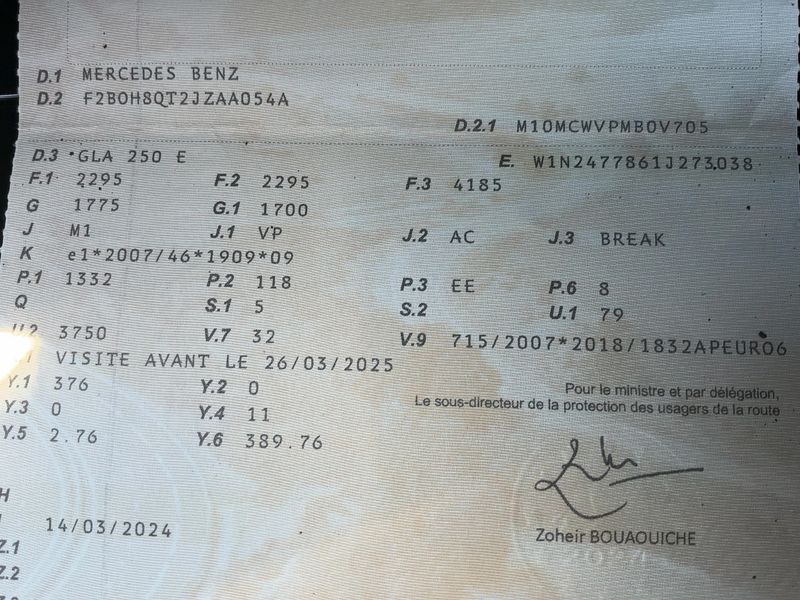 D.1 MERCEDES BENZ
D.2 F2B0H8QT2JZAA054A
D.2.1 M10MCWVPMB0V705
D.3 GLA 250 E E. W1N2477861J273038
F.1 2295 F.2 2295 F.3 4185
G 1775 G.1 1700
J M1 J.1 VP J.2 AC J.3 BREAK
K e1*2007/46*1909*09
P.1 1332 P.2 118 P.3 EE P.6 8
Q S.1 5 S.2 U.1 79
U.2 3750 V.7 32 V.9 715/2007*2018/1832APEURO6
VISITE AVANT LE 26/03/2025
Y.1 376 Y.2 0
Y.3 0 Y.4 11
Y.5 2.76 Y.6 389.76
Pour le ministre et par délégation,
Le sous-directeur de la protection des usagers de la route
H
14/03/2024
Zoheir BOUAOUICHE
Z.1
Z.2